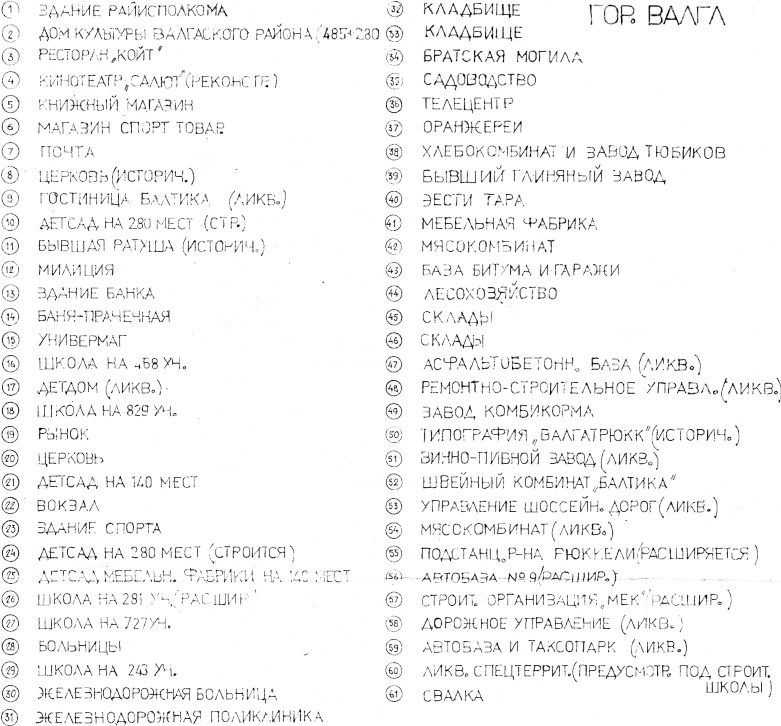 ГОР. ВАЛГА
1 ЗДАНИЕ РАЙИСПОЛКОМА
2 ДОМ КУЛЬТУРЫ ВАЛГАСКОГО РАЙОНА (485+280
3 РЕСТОРАН „КОЙТ"
4 КИНОТЕАТР „САЛЮТ" (РЕКОНСТР.)
5 КНИЖНЫЙ МАГАЗИН
6 МАГАЗИН СПОРТ ТОВАР
7 ПОЧТА
8 ЦЕРКОВЬ (ИСТОРИЧ.)
9 ГОСТИНИЦА БАЛТИКА (ЛИКВ.)
10 ДЕТСАД НА 280 МЕСТ (СТР.)
11 БЫВШАЯ РАТУША (ИСТОРИЧ.)
12 МИЛИЦИЯ
13 ЗДАНИЕ БАНКА
14 БАНЯ-ПРАЧЕЧНАЯ
15 УНИВЕРМАГ
16 ШКОЛА НА 468 УЧ.
17 ДЕТДОМ (ЛИКВ.)
18 ШКОЛА НА 829 УЧ.
19 РЫНОК
20 ЦЕРКОВЬ
21 ДЕТСАД НА 140 МЕСТ
22 ВОКЗАЛ
23 ЗДАНИЕ СПОРТА
24 ДЕТСАД НА 280 МЕСТ (СТРОИТСЯ)
25 ДЕТСАД МЕБЕЛЬН. ФАБРИКИ НА 140 МЕСТ
26 ШКОЛА НА 281 УЧ. (РАСШИР.)
27 ШКОЛА НА 727 УЧ.
28 БОЛЬНИЦЫ
29 ШКОЛА НА 243 УЧ.
30 ЖЕЛЕЗНОДОРОЖНАЯ БОЛЬНИЦА
31 ЖЕЛЕЗНОДОРОЖНАЯ ПОЛИКЛИНИКА
32 КЛАДБИЩЕ
33 КЛАДБИЩЕ
34 БРАТСКАЯ МОГИЛА
35 САДОВОДСТВО
36 ТЕЛЕЦЕНТР
37 ОРАНЖЕРЕИ
38 ХЛЕБОКОМБИНАТ И ЗАВОД ТЮБИКОВ
39 БЫВШИЙ ГЛИНЯНЫЙ ЗАВОД
40 ЭЕСТИ ТАРА
41 МЕБЕЛЬНАЯ ФАБРИКА
42 МЯСОКОМБИНАТ
43 БАЗА БИТУМА И ГАРАЖИ
44 ЛЕСОХОЗЯЙСТВО
45 СКЛАДЫ
46 СКЛАДЫ
47 АСФАЛЬТОБЕТОНН. БАЗА (ЛИКВ.)
48 РЕМОНТНО-СТРОИТЕЛЬНОЕ УПРАВЛ. (ЛИКВ.)
49 ЗАВОД КОМБИКОРМА
50 ТИПОГРАФИЯ „ВАЛГАТРЮКК" (ИСТОРИЧ.)
51 ВИННО-ПИВНОЙ ЗАВОД (ЛИКВ.)
52 ШВЕЙНЫЙ КОМБИНАТ „БАЛТИКА"
53 УПРАВЛЕНИЕ ШОССЕЙН. ДОРОГ (ЛИКВ.)
54 МЯСОКОМБИНАТ (ЛИКВ.)
55 ПОДСТАНЦ. Р-НА РЮККЕЛИ (РАСШИРЯЕТСЯ)
56 АВТОБАЗА № 9 (РАСШИР.)
57 СТРОИТ. ОРГАНИЗАЦИЯ „МЕК" (РАСШИР.)
58 ДОРОЖНОЕ УПРАВЛЕНИЕ (ЛИКВ.)
59 АВТОБАЗА И ТАКСОПАРК (ЛИКВ.)
60 ЛИКВ. СПЕЦТЕРРИТ. (ПРЕДУСМОТР. ПОД СТРОИТ.
ШКОЛЫ)
61 СВАЛКА